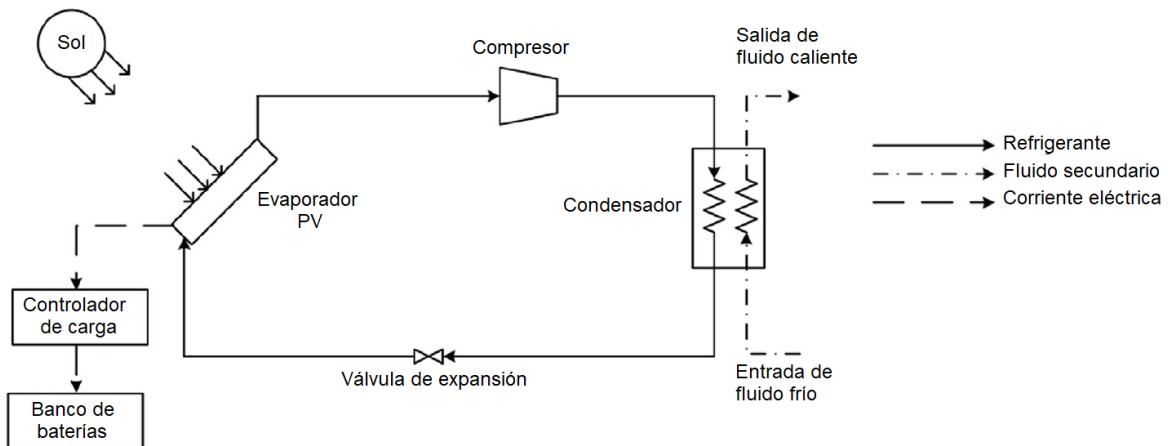 Sol
Compresor
Salida de
fluido caliente
Evaporador
PV
Condensador
Refrigerante
Fluido secundario
Corriente eléctrica
Controlador
de carga
Válvula de expansión
Entrada de
fluido frío
Banco de
baterías